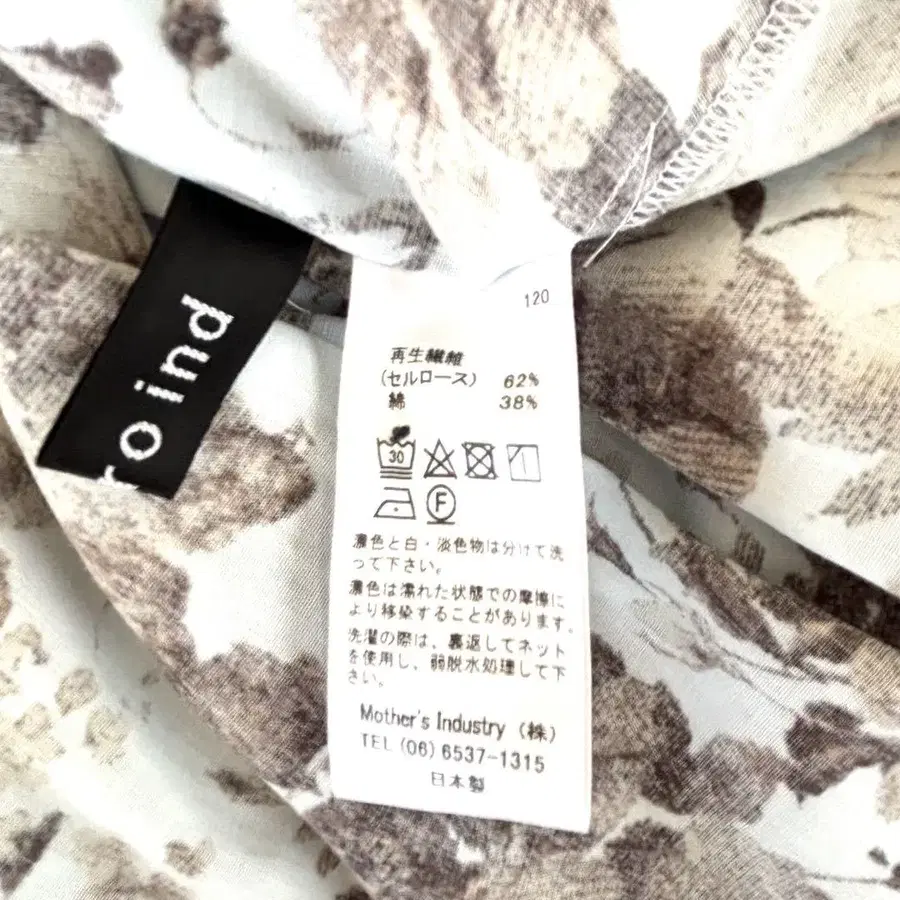 ro ind
120
再生繊維
(セルロース) 62%
綿 38%
30
F
濃色と白・淡色物は分けて洗
って下さい。
濃色は濡れた状態での摩擦に
より移染することがあります。
洗濯の際は、裏返してネット
を使用し、弱脱水処理して下
さい。
Mother's Industry (株)
TEL (06) 6537-1315
日本製